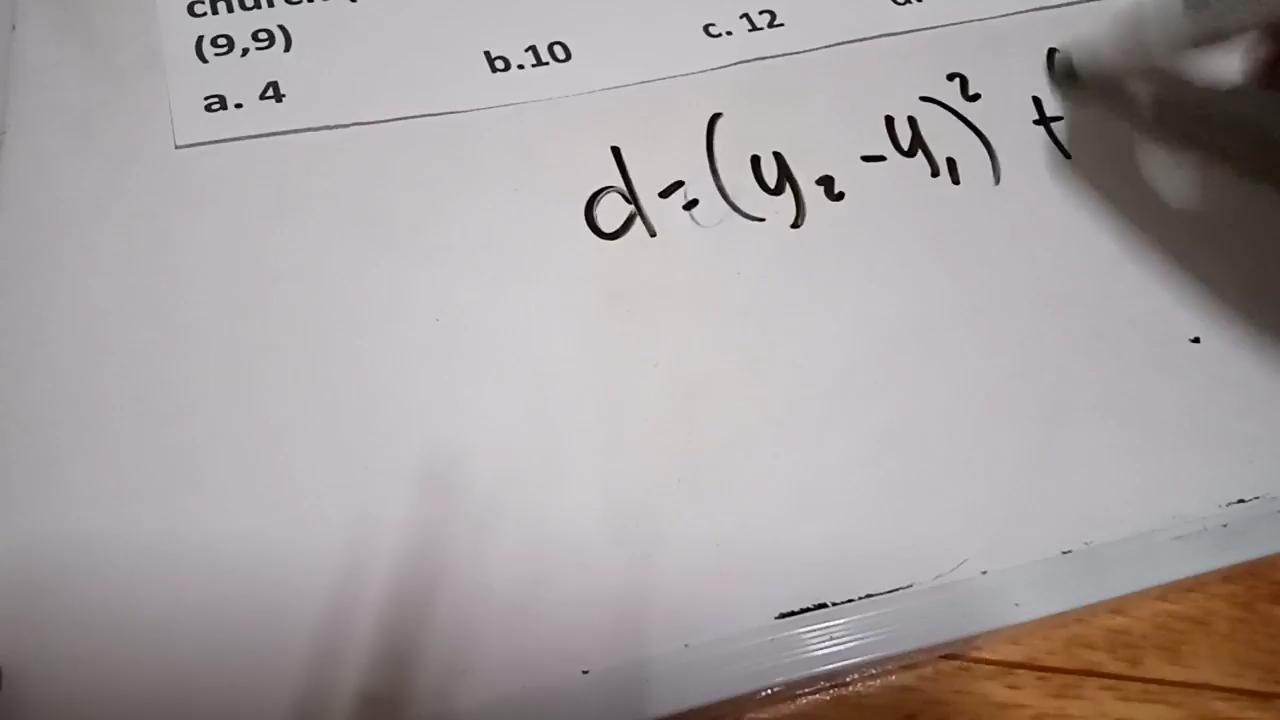 (9,9)
a. 4 b.10 c. 12
d=(y₂-y₁)² +